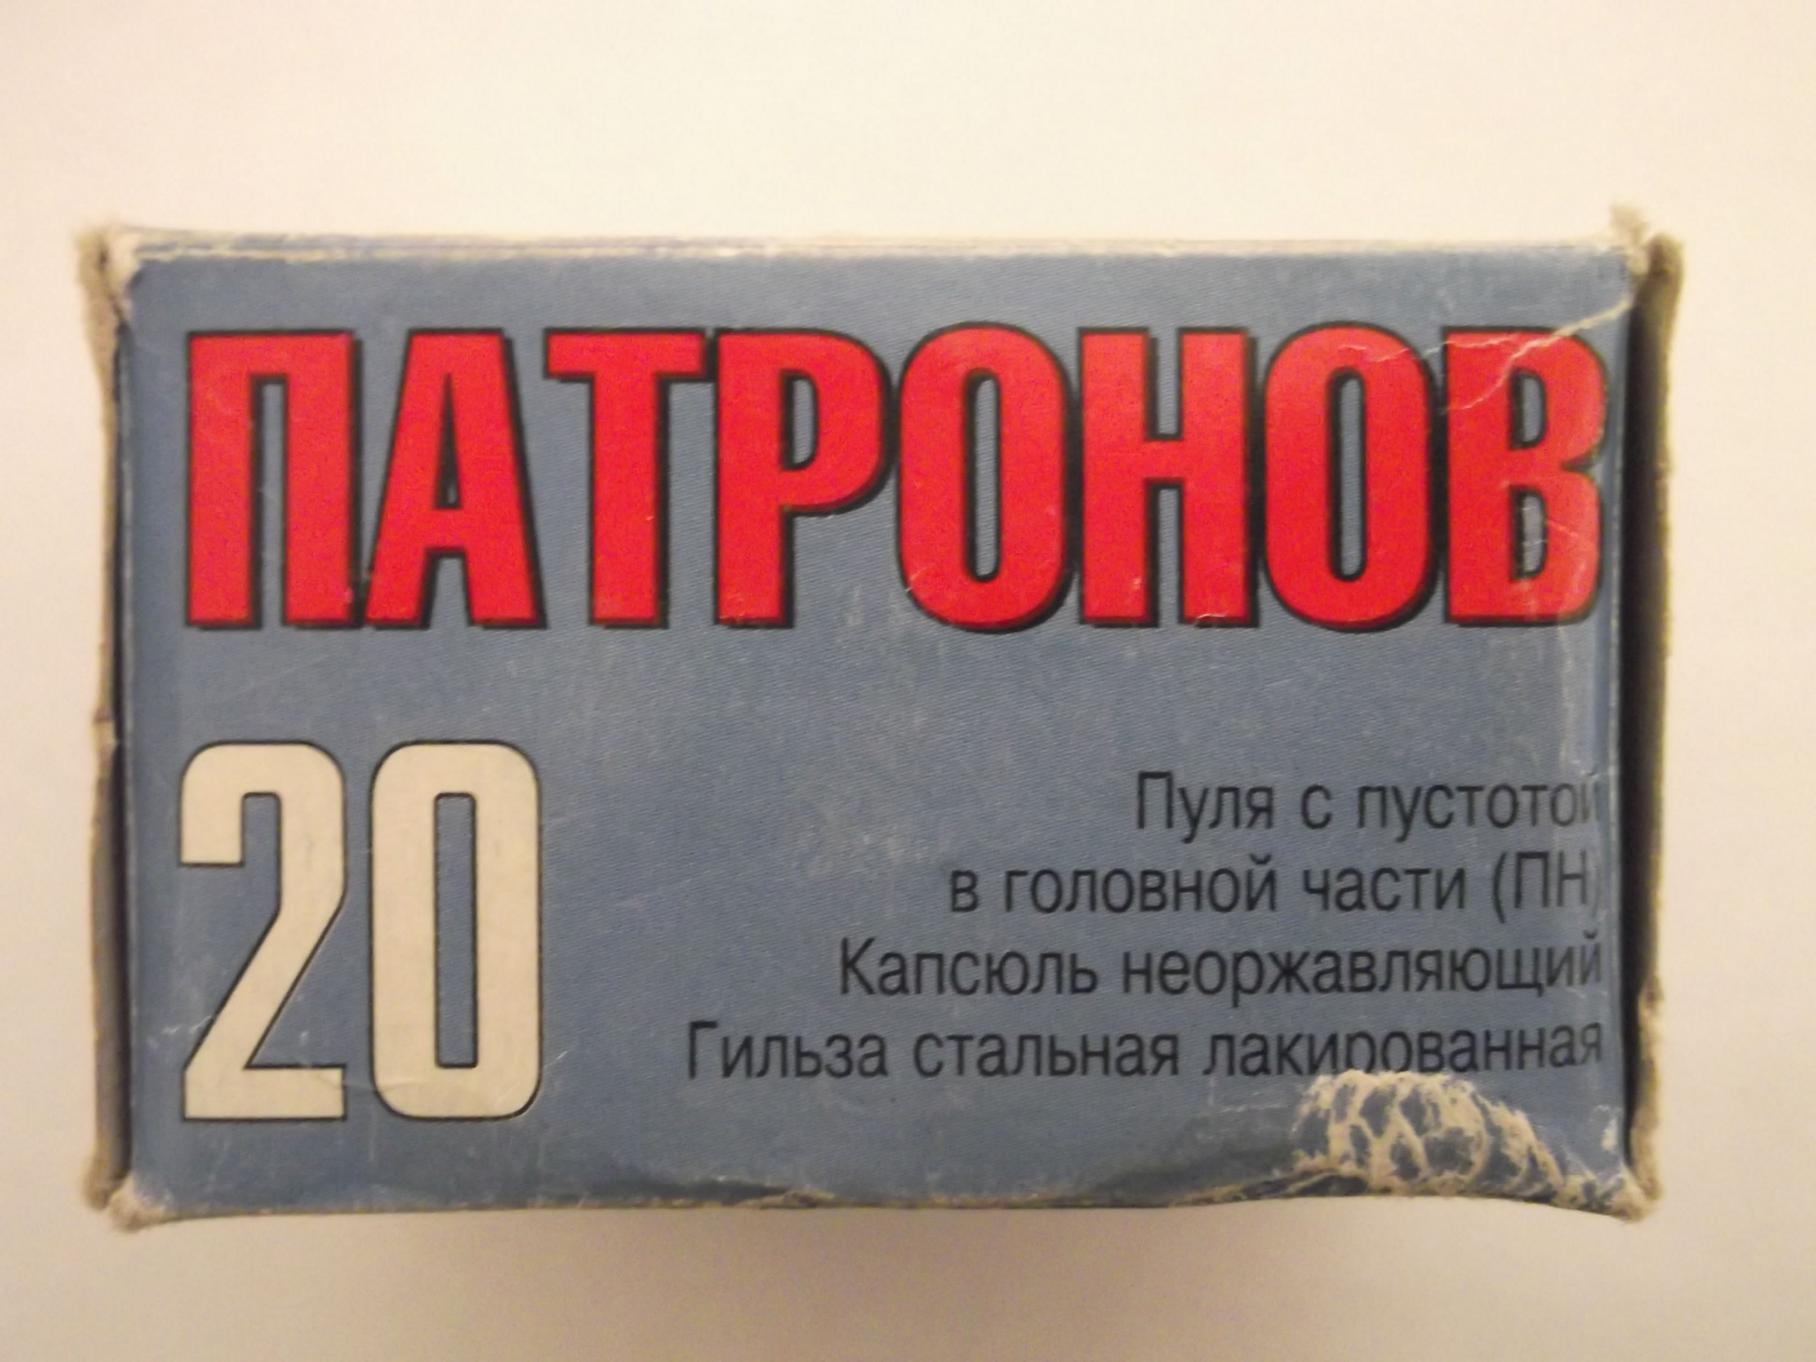 ПАТРОНОВ
20
Пуля с пустотой
в головной части (ПН)
Капсюль неоржавляющий
Гильза стальная лакированная